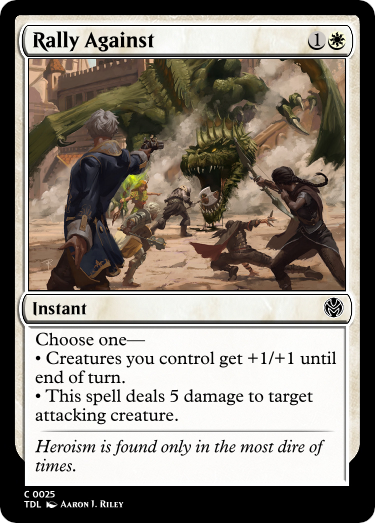 Rally Against 1
Instant
Choose one—
• Creatures you control get +1/+1 until
end of turn.
• This spell deals 5 damage to target
attacking creature.
Heroism is found only in the most dire of
times.
C 0025
TDL Aaron J. Riley